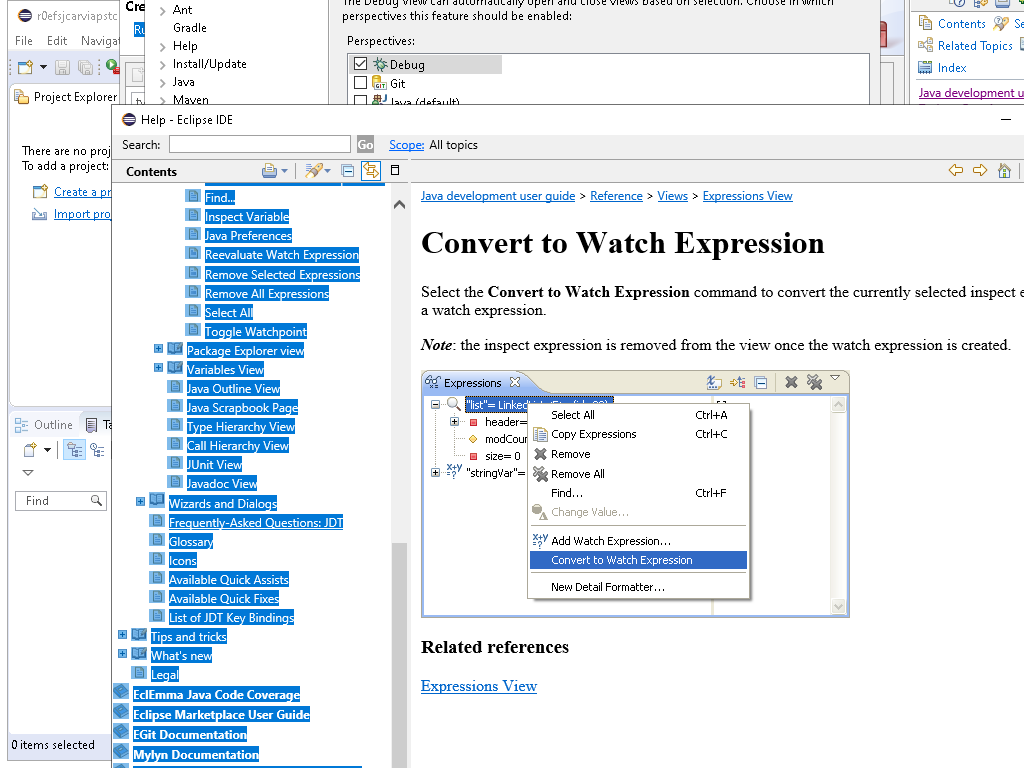 r0efsjcarviapstc
File Edit Navigat
Project Explorer
There are no proj
To add a project:
Create a pr
Import pro
Outline Ta
Find
0 items selected
Cre
Ru
Ant
Gradle
Help
Install/Update
Java
Maven
The Debug View can automatically open and close views based on selection. Choose in which
perspectives this feature should be enabled:
Perspectives:
Debug
Git
Java (default)
Contents Se
Related Topics
Index
Java development u
Help - Eclipse IDE
Search: Go Scope: All topics
Contents
Find...
Inspect Variable
Java Preferences
Reevaluate Watch Expression
Remove Selected Expressions
Remove All Expressions
Select All
Toggle Watchpoint
Package Explorer view
Variables View
Java Outline View
Java Scrapbook Page
Type Hierarchy View
Call Hierarchy View
JUnit View
Javadoc View
Wizards and Dialogs
Frequently-Asked Questions: JDT
Glossary
Icons
Available Quick Assists
Available Quick Fixes
List of JDT Key Bindings
Tips and tricks
What's new
Legal
EclEmma Java Code Coverage
Eclipse Marketplace User Guide
EGit Documentation
Mylyn Documentation
Java development user guide > Reference > Views > Expressions View
Convert to Watch Expression
Select the Convert to Watch Expression command to convert the currently selected inspect e
a watch expression.
Note: the inspect expression is removed from the view once the watch expression is created.
Expressions
"list"=
header=
modCour
size= 0
"stringVar"=
Select All Ctrl+A
Copy Expressions Ctrl+C
Remove
Remove All
Find... Ctrl+F
Change Value...
Add Watch Expression...
Convert to Watch Expression
New Detail Formatter...
Related references
Expressions View